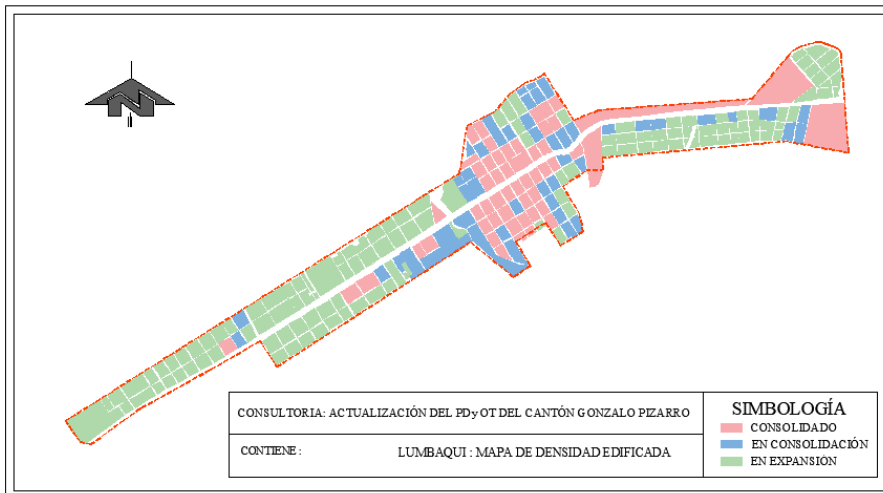 CONSULTORIA: ACTUALIZACIÓN DEL PDyOT DEL CANTÓN GONZALO PIZARRO
CONTIENE: LUMBAQUI : MAPA DE DENSIDAD EDIFICADA
SIMBOLOGÍA
CONSOLIDADO
EN CONSOLIDACIÓN
EN EXPANSIÓN
N